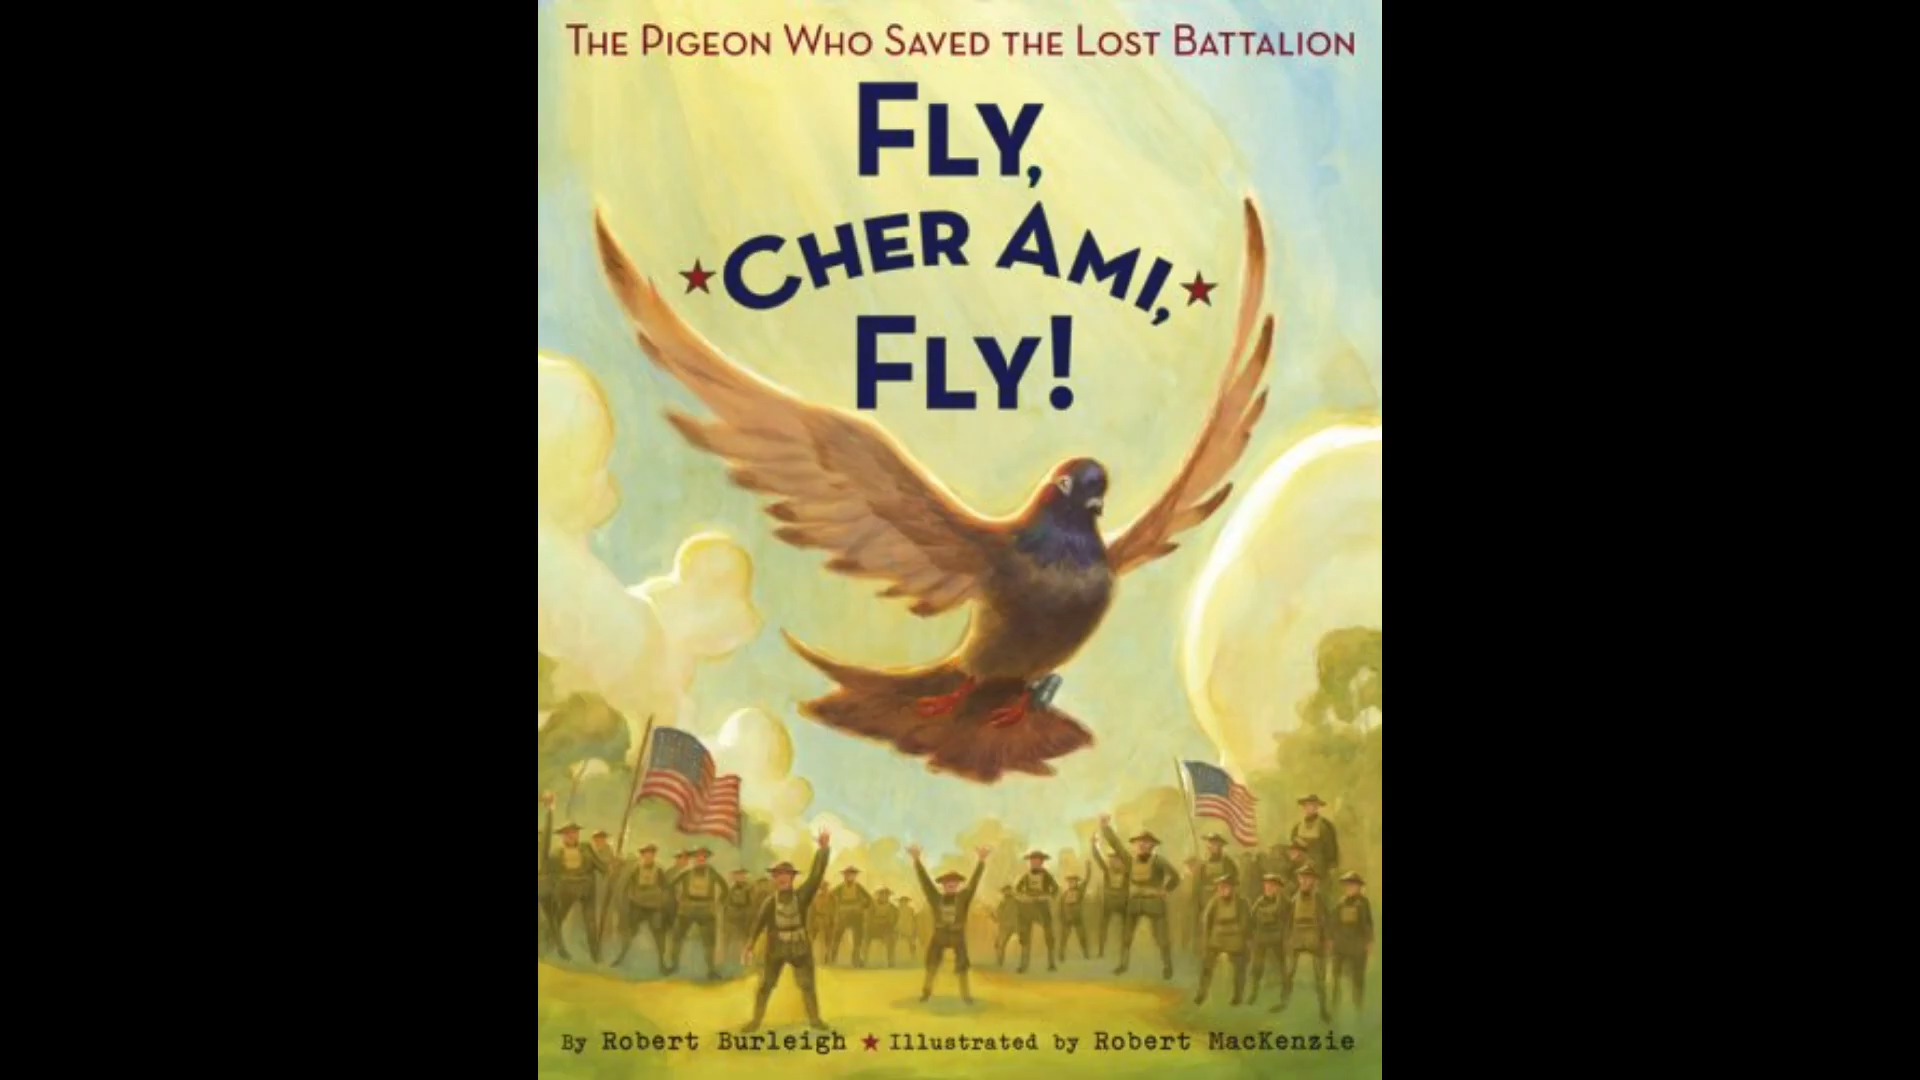 The Pigeon Who Saved the Lost Battalion
Fly,
Cher Ami,
Fly!
By Robert Burleigh ★ Illustrated by Robert MacKenzie